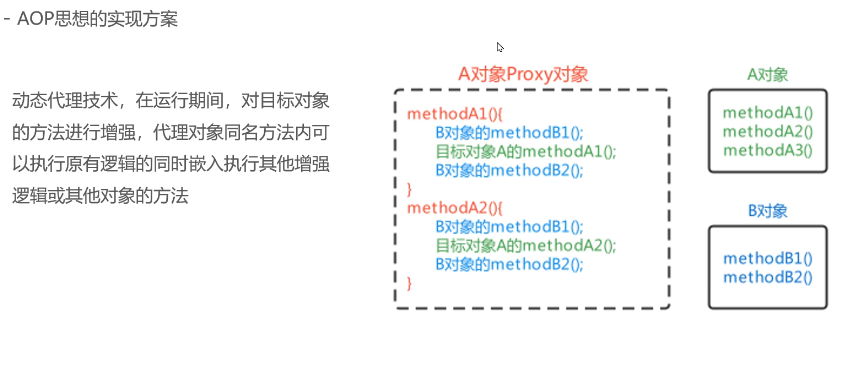 - AOP思想的实现方案
动态代理技术，在运行期间，对目标对象
的方法进行增强，代理对象同名方法内可
以执行原有逻辑的同时嵌入执行其他增强
逻辑或其他对象的方法
A对象Proxy对象
methodA1(){
B对象的methodB1();
目标对象A的methodA1();
B对象的methodB2();
}
methodA2(){
B对象的methodB1();
目标对象A的methodA2();
B对象的methodB2();
}
A对象
methodA1()
methodA2()
methodA3()
B对象
methodB1()
methodB2()